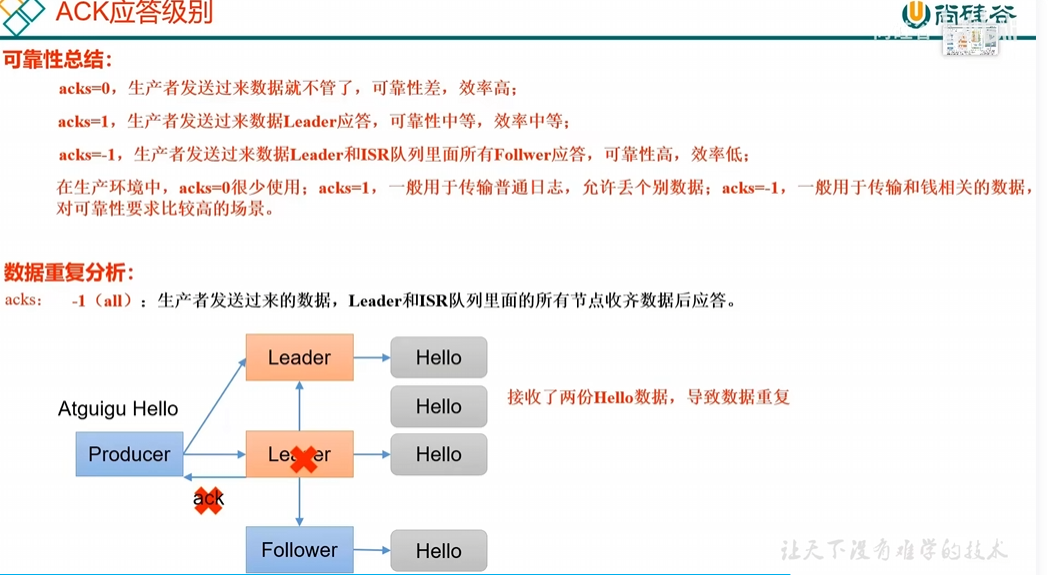 ACK应答级别
尚硅谷
可靠性总结：
acks=0，生产者发送过来数据就不管了，可靠性差，效率高；
acks=1，生产者发送过来数据Leader应答，可靠性中等，效率中等；
acks=-1，生产者发送过来数据Leader和ISR队列里面所有Follwer应答，可靠性高，效率低；
在生产环境中，acks=0很少使用；acks=1，一般用于传输普通日志，允许丢个别数据；acks=-1，一般用于传输和钱相关的数据，
对可靠性要求比较高的场景。
数据重复分析：
acks： -1（all）：生产者发送过来的数据，Leader和ISR队列里面的所有节点收齐数据后应答。
Leader
Hello
Hello
接收了两份Hello数据，导致数据重复
Atguigu Hello
Producer
Leader
Hello
ack
Follower
Hello
让天下没有难学的技术